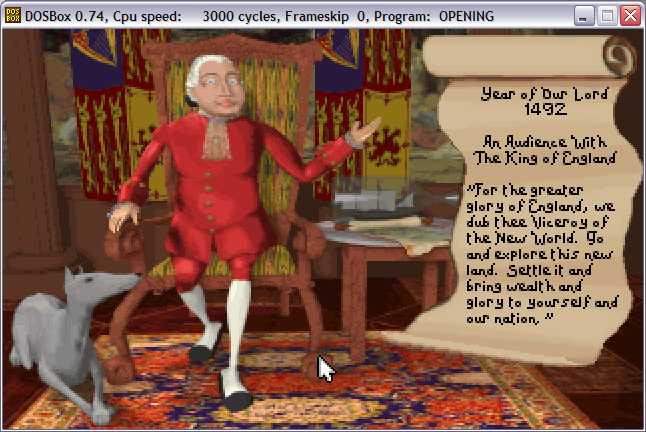 DOS
BOX
DOSBox 0.74, Cpu speed: 3000 cycles, Frameskip 0, Program: OPENING
Year of Our Lord
1492
An Audience With
The King of England
"For the greater
glory of England, we
dub thee Viceroy of
the New World. Go
and explore this new
land. Settle it and
bring wealth and
glory to yourself and
our nation."